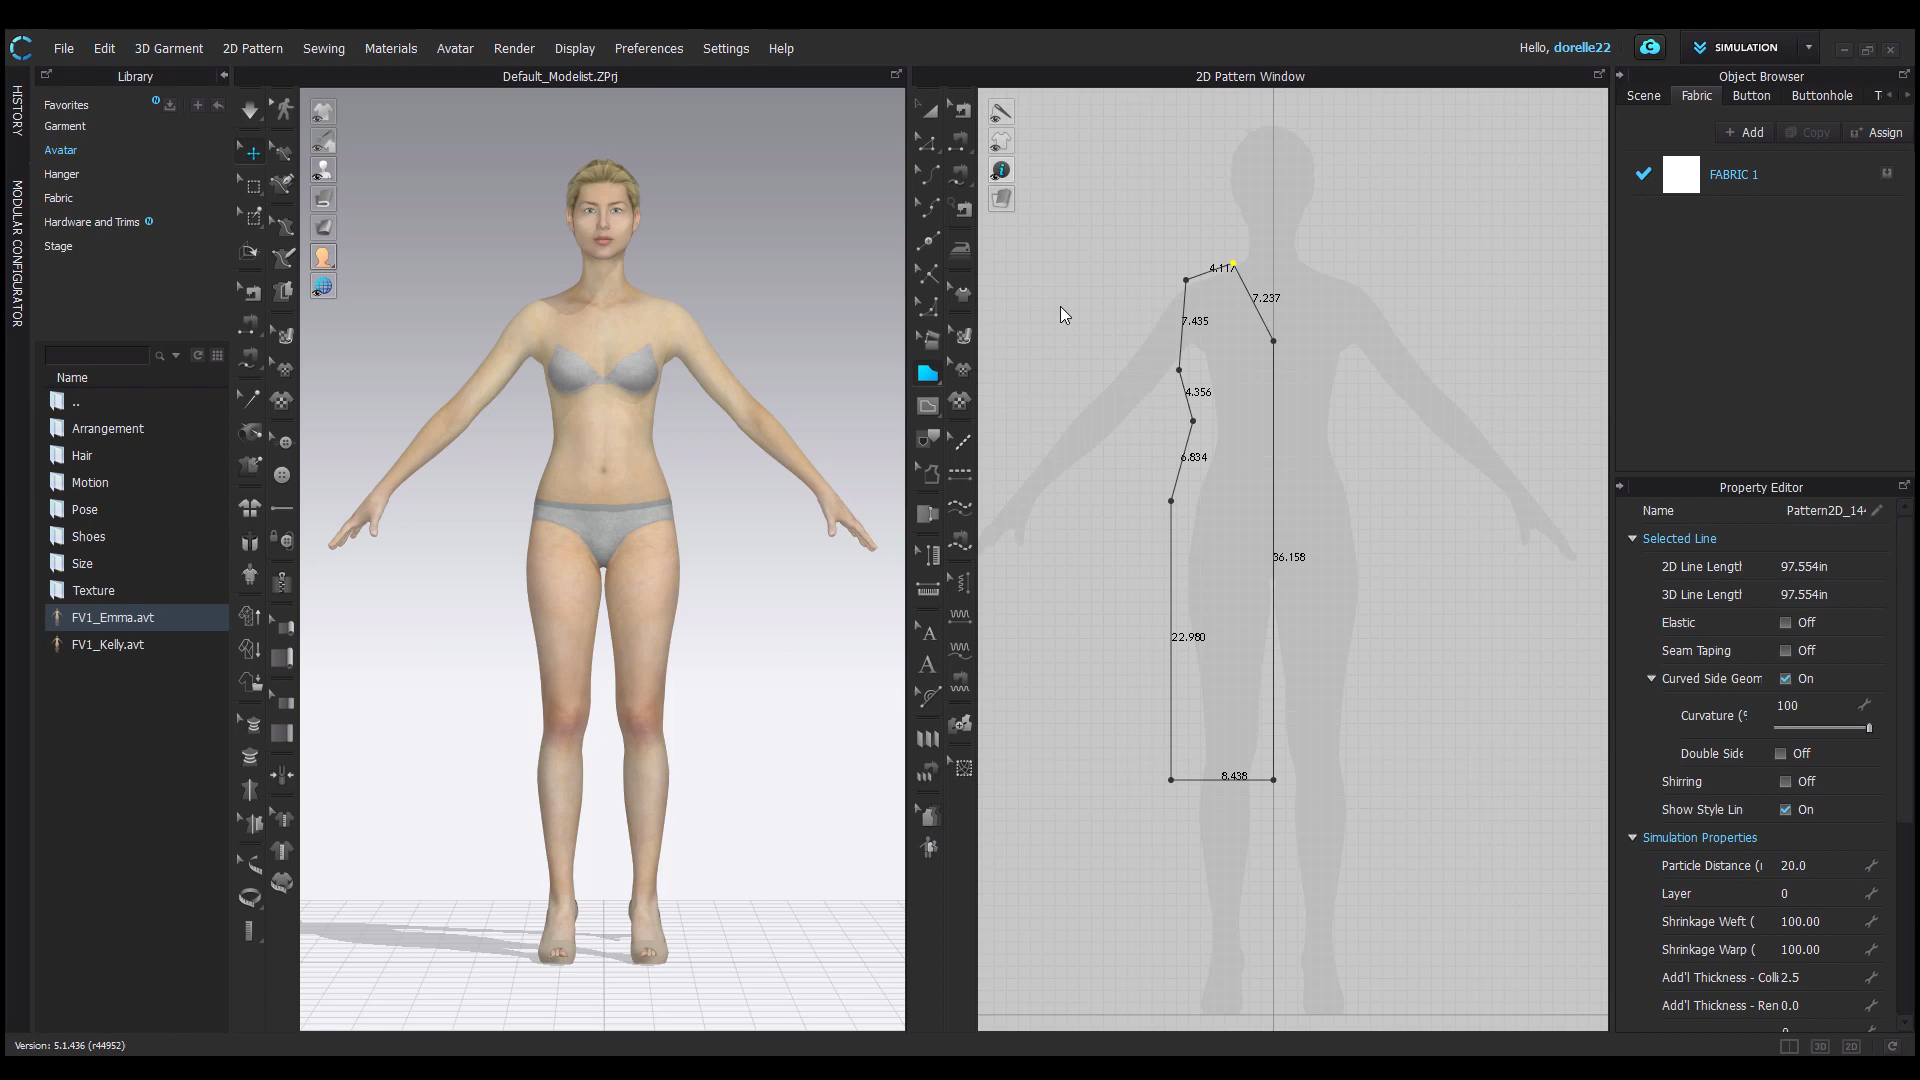 File Edit 3D Garment 2D Pattern Sewing Materials Avatar Render Display Preferences Settings Help
Hello, dorelle22
SIMULATION
HISTORY
MODULAR CONFIGURATOR
Library
Favorites
Garment
Avatar
Hanger
Fabric
Hardware and Trims
Stage
Name
..
Arrangement
Hair
Motion
Pose
Shoes
Size
Texture
FV1_Emma.avt
FV1_Kelly.avt
Default_Modelist.ZPrj
2D Pattern Window
4.117
7.237
7.435
4.356
6.834
36.158
22.980
8.438
Object Browser
Scene Fabric Button Buttonhole T
Add Copy Assign
FABRIC 1
Property Editor
Name Pattern2D_14
Selected Line
2D Line Length 97.554in
3D Line Length 97.554in
Elastic Off
Seam Taping Off
Curved Side Geom On
Curvature (% 100
Double Side Off
Shirring Off
Show Style Lin On
Simulation Properties
Particle Distance (r 20.0
Layer 0
Shrinkage Weft ( 100.00
Shrinkage Warp ( 100.00
Add'l Thickness - Colli 2.5
Add'l Thickness - Ren 0.0
Version: 5.1.436 (r44952)
3D 2D